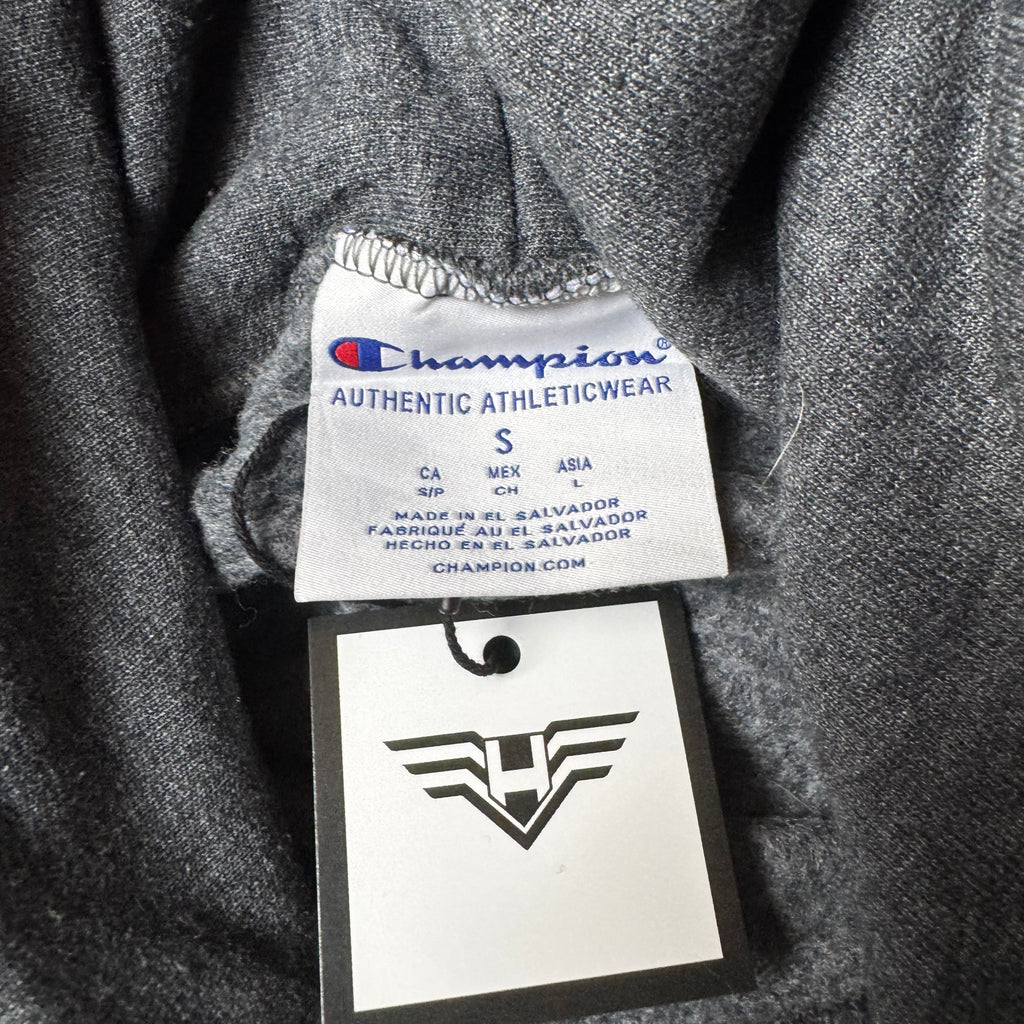 Champion®
AUTHENTIC ATHLETICWEAR
S
CA MEX ASIA
S/P CH L
MADE IN EL SALVADOR
FABRIQUÉ AU EL SALVADOR
HECHO EN EL SALVADOR
CHAMPION.COM
H